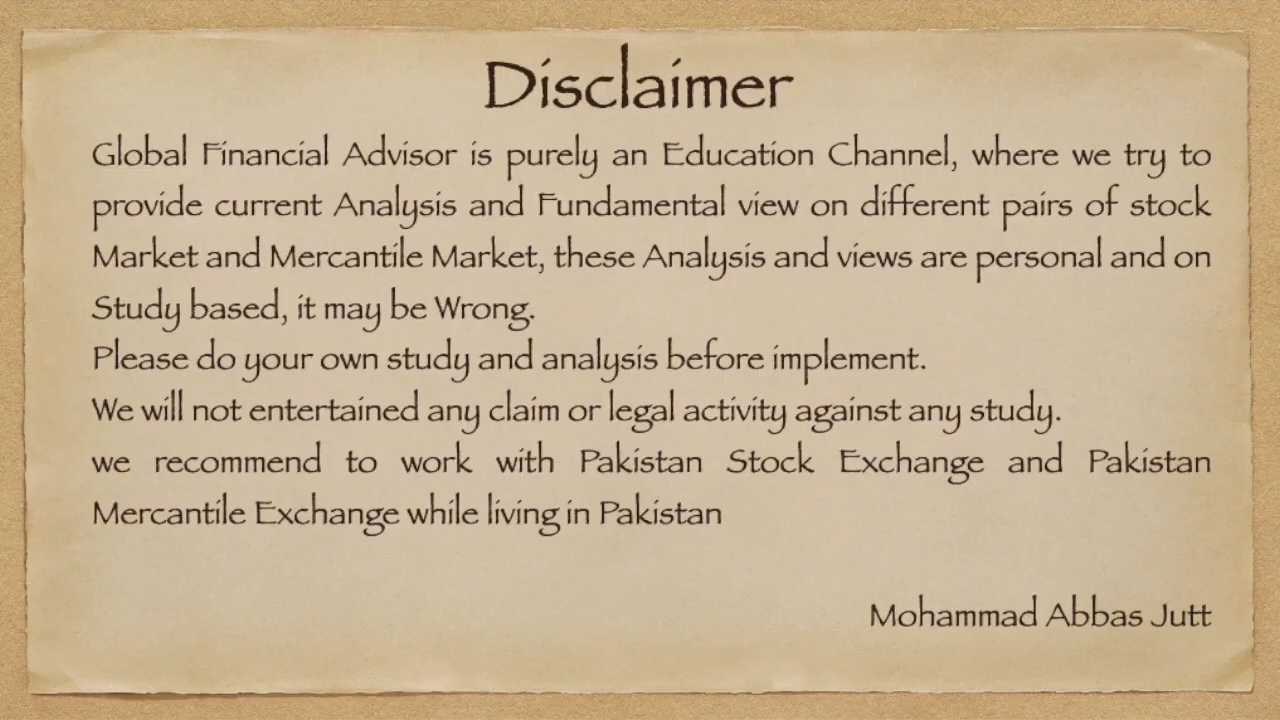 Disclaimer
Global Financial Advisor is purely an Education Channel, where we try to
provide current Analysis and Fundamental view on different pairs of stock
Market and Mercantile Market, these Analysis and views are personal and on
Study based, it may be Wrong.
Please do your own study and analysis before implement.
We will not entertained any claim or legal activity against any study.
we recommend to work with Pakistan Stock Exchange and Pakistan
Mercantile Exchange while living in Pakistan
Mohammad Abbas Jutt